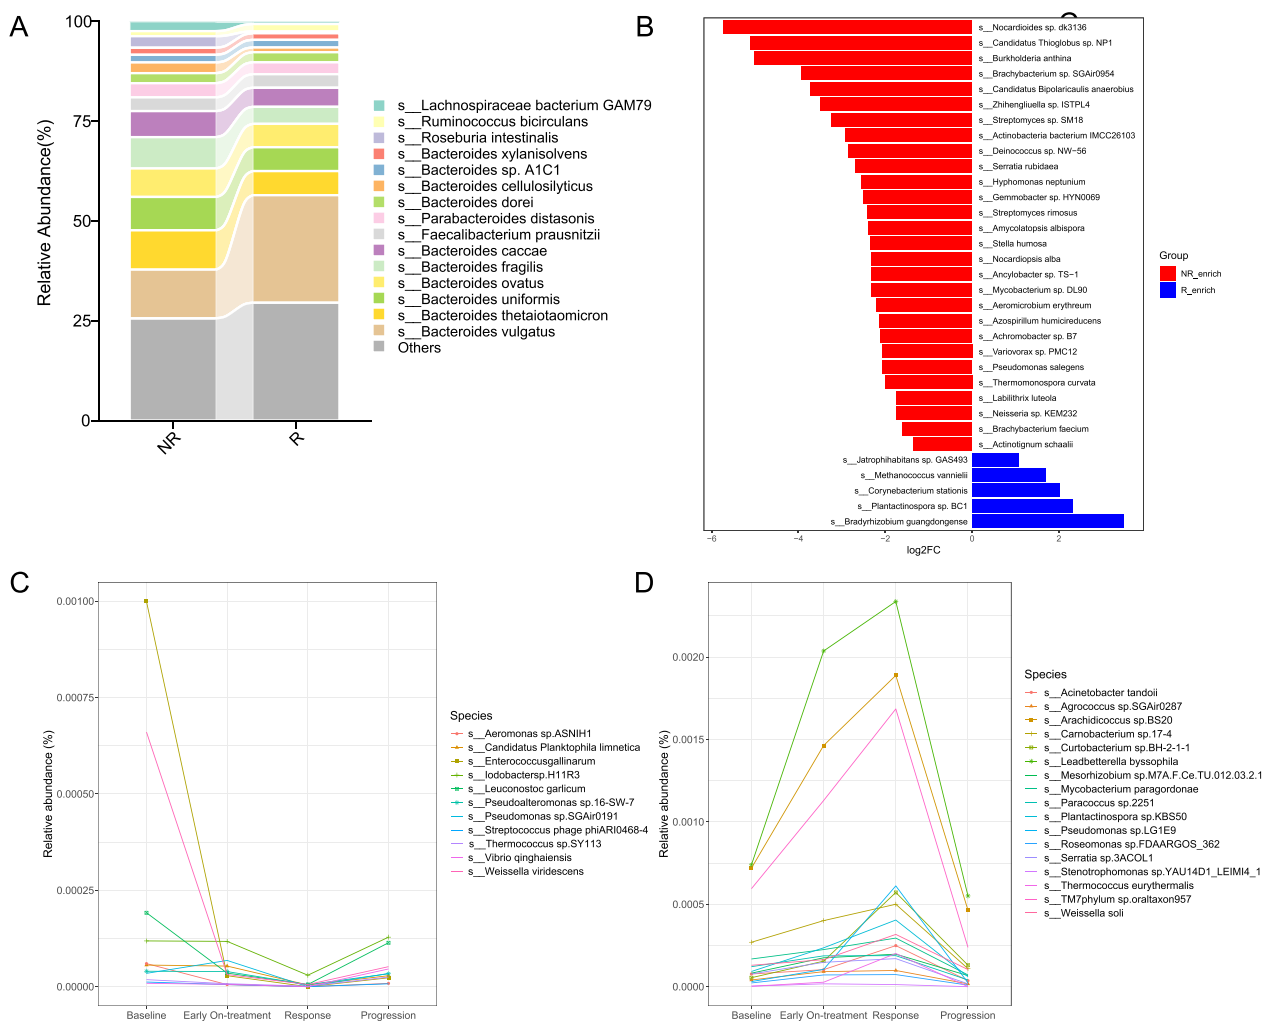 A
100
75
50
25
0
Relative Abundance(%)
NR
R
s__Lachnospiraceae bacterium GAM79
s__Ruminococcus bicirculans
s__Roseburia intestinalis
s__Bacteroides xylanisolvens
s__Bacteroides sp. A1C1
s__Bacteroides cellulosilyticus
s__Bacteroides dorei
s__Parabacteroides distasonis
s__Faecalibacterium prausnitzii
s__Bacteroides caccae
s__Bacteroides fragilis
s__Bacteroides ovatus
s__Bacteroides uniformis
s__Bacteroides thetaiotaomicron
s__Bacteroides vulgatus
Others
B
s__Nocardioides sp. dk3136
s__Candidatus Thioglobus sp. NP1
s__Burkholderia anthina
s__Brachybacterium sp. SGAir0954
s__Candidatus Bipolaricaulis anaerobius
s__Zhihengliuella sp. ISTPL4
s__Streptomyces sp. SM18
s__Actinobacteria bacterium IMCC26103
s__Deinococcus sp. NW−56
s__Serratia rubidaea
s__Hyphomonas neptunium
s__Gemmobacter sp. HYN0069
s__Streptomyces rimosus
s__Amycolatopsis albispora
s__Stella humosa
s__Nocardiopsis alba
s__Ancylobacter sp. TS−1
s__Mycobacterium sp. DL90
s__Aeromicrobium erythreum
s__Azospirillum humicireducens
s__Achromobacter sp. B7
s__Variovorax sp. PMC12
s__Pseudomonas salegens
s__Thermomonospora curvata
s__Labilithrix luteola
s__Neisseria sp. KEM232
s__Brachybacterium faecium
s__Actinotignum schaalii
s__Jatrophihabitans sp. GAS493
s__Methanococcus vannielii
s__Corynebacterium stationis
s__Plantactinospora sp. BC1
s__Bradyrhizobium guangdongense
−6
−4
−2
0
2
log2FC
Group
NR_enrich
R_enrich
C
0.00100
0.00075
0.00050
0.00025
0.00000
Relative abundance (%)
Baseline
Early On-treatment
Response
Progression
Species
s__Aeromonas sp.ASNIH1
s__Candidatus Planktophila limnetica
s__Enterococcusgallinarum
s__Iodobactersp.H11R3
s__Leuconostoc garlicum
s__Pseudoalteromonas sp.16-SW-7
s__Pseudomonas sp.SGAir0191
s__Streptococcus phage phiARI0468-4
s__Thermococcus sp.SY113
s__Vibrio qinghaiensis
s__Weissella viridescens
D
0.0020
0.0015
0.0010
0.0005
0.0000
Relative abundance (%)
Baseline
Early On-treatment
Response
Progression
Species
s__Acinetobacter tandoii
s__Agrococcus sp.SGAir0287
s__Arachidicoccus sp.BS20
s__Carnobacterium sp.17-4
s__Curtobacterium sp.BH-2-1-1
s__Leadbetterella byssophila
s__Mesorhizobium sp.M7A.F.Ce.TU.012.03.2.1
s__Mycobacterium paragordonae
s__Paracoccus sp.2251
s__Plantactinospora sp.KBS50
s__Pseudomonas sp.LG1E9
s__Roseomonas sp.FDAARGOS_362
s__Serratia sp.3ACOL1
s__Stenotrophomonas sp.YAU14D1_LEIMI4_1
s__Thermococcus eurythermalis
s__TM7phylum sp.oraltaxon957
s__Weissella soli